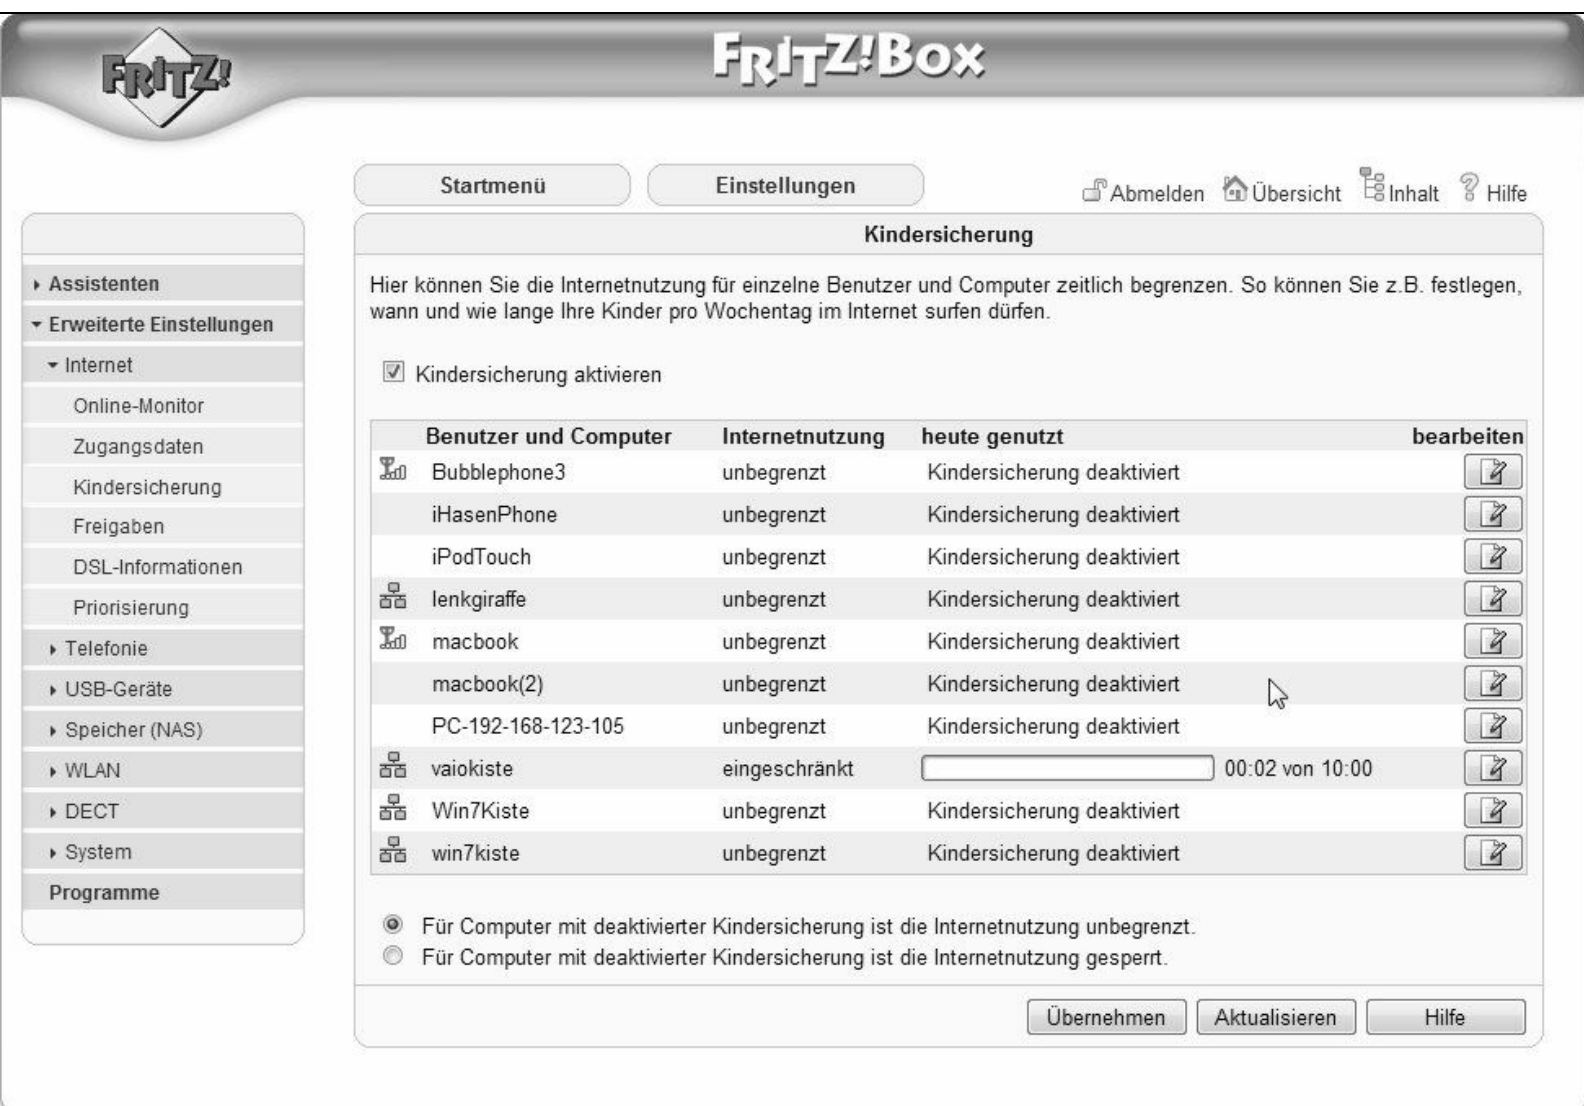 FRITZ!
FRITZ!BOX
Startmenü
Einstellungen
Abmelden
Übersicht
Inhalt
Hilfe
Assistenten
Erweiterte Einstellungen
Internet
Online-Monitor
Zugangsdaten
Kindersicherung
Freigaben
DSL-Informationen
Priorisierung
Telefonie
USB-Geräte
Speicher (NAS)
WLAN
DECT
System
Programme
Kindersicherung
Hier können Sie die Internetnutzung für einzelne Benutzer und Computer zeitlich begrenzen. So können Sie z.B. festlegen,
wann und wie lange Ihre Kinder pro Wochentag im Internet surfen dürfen.
Kindersicherung aktivieren
Benutzer und Computer Internetnutzung heute genutzt bearbeiten
Bubblephone3 unbegrenzt Kindersicherung deaktiviert
iHasenPhone unbegrenzt Kindersicherung deaktiviert
iPodTouch unbegrenzt Kindersicherung deaktiviert
lenkgiraffe unbegrenzt Kindersicherung deaktiviert
macbook unbegrenzt Kindersicherung deaktiviert
macbook(2) unbegrenzt Kindersicherung deaktiviert
PC-192-168-123-105 unbegrenzt Kindersicherung deaktiviert
vaiokiste eingeschränkt 00:02 von 10:00
Win7Kiste unbegrenzt Kindersicherung deaktiviert
win7kiste unbegrenzt Kindersicherung deaktiviert
Für Computer mit deaktivierter Kindersicherung ist die Internetnutzung unbegrenzt.
Für Computer mit deaktivierter Kindersicherung ist die Internetnutzung gesperrt.
Übernehmen
Aktualisieren
Hilfe